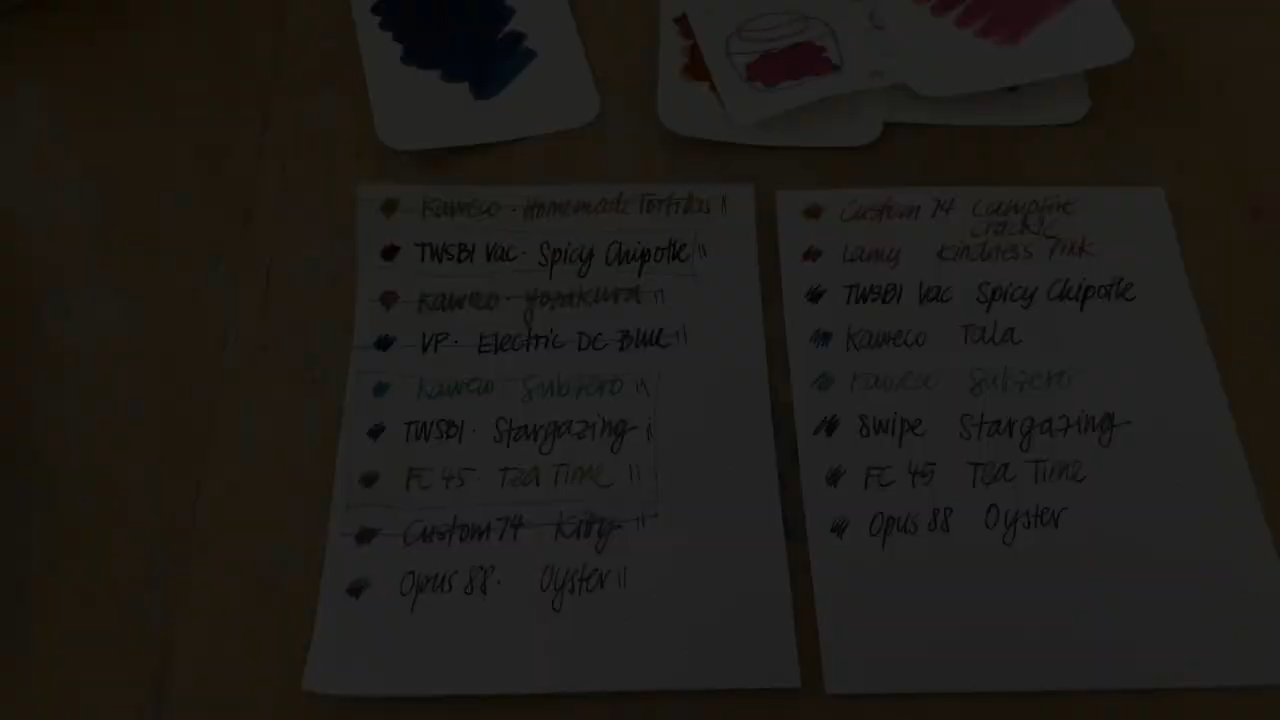 Kaweco · Homemade Tortillas ||
TWSBI Vac · Spicy Chipotle ||
Kaweco · Yozakura ||
VP · Electric DC Blue ||
Kaweco Subzero ||
TWSBI · Stargazing ||
FC 45 · Tea Time ||
Custom 74 Kitty ||
Opus 88 · Oyster ||
Custom 74 Campfire
crackle
Lamy Kindness Pink
TWSBI Vac Spicy Chipotle
Kaweco Tala
Kaweco Subzero
Swipe Stargazing
FC 45 Tea Time
Opus 88 Oyster